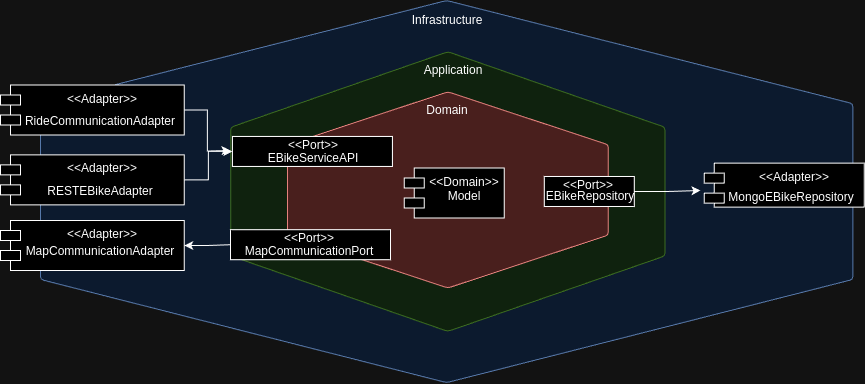 Infrastructure
Application
Domain
<<Adapter>>
RideCommunicationAdapter
<<Port>>
EBikeServiceAPI
<<Adapter>>
RESTEBikeAdapter
<<Domain>>
Model
<<Port>>
EBikeRepository
<<Adapter>>
MongoEBikeRepository
<<Adapter>>
MapCommunicationAdapter
<<Port>>
MapCommunicationPort